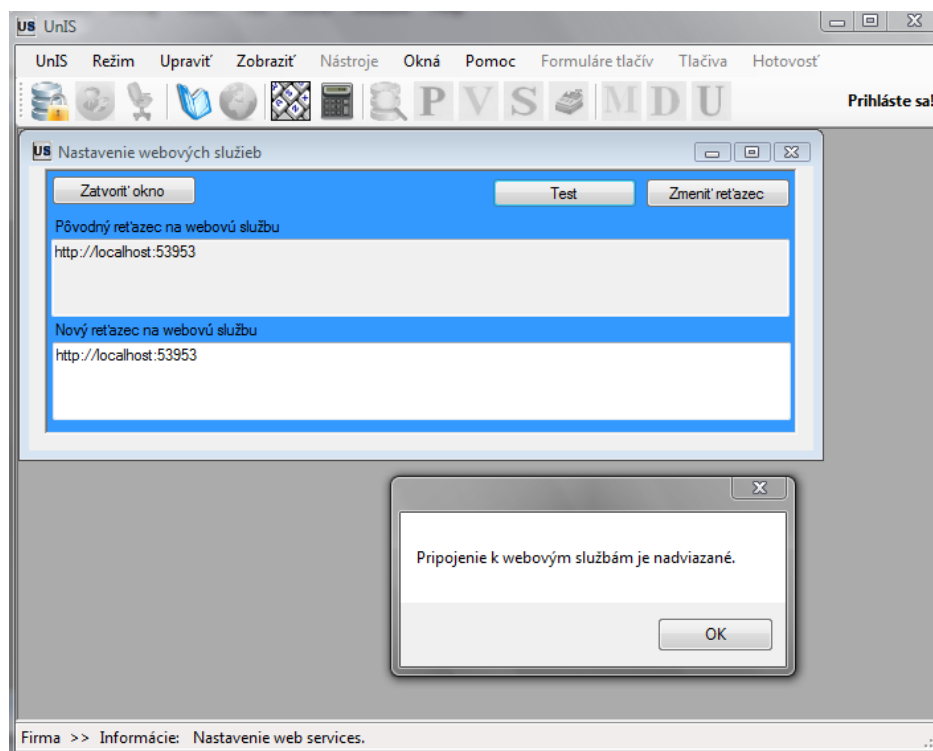 US UnIS
UnIS Režim Upraviť Zobraziť Nástroje Okná Pomoc Formuláre tlačív Tlačiva Hotovosť
P V S M D U Prihláste sa!
US Nastavenie webových služieb
Zatvoriť okno Test Zmeniť reťazec
Pôvodný reťazec na webovú službu
http://localhost:53953
Nový reťazec na webovú službu
http://localhost:53953
Pripojenie k webovým službám je nadviazané.
OK
Firma >> Informácie: Nastavenie web services.